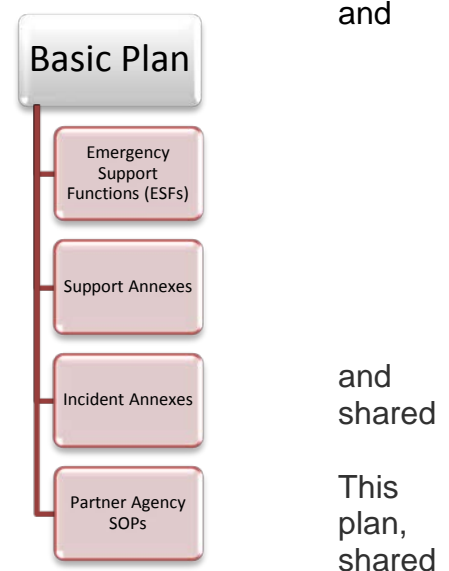 and
Basic Plan
Emergency
Support
Functions (ESFs)
Support Annexes
Incident Annexes
and
shared
Partner Agency
SOPs
This
plan,
shared